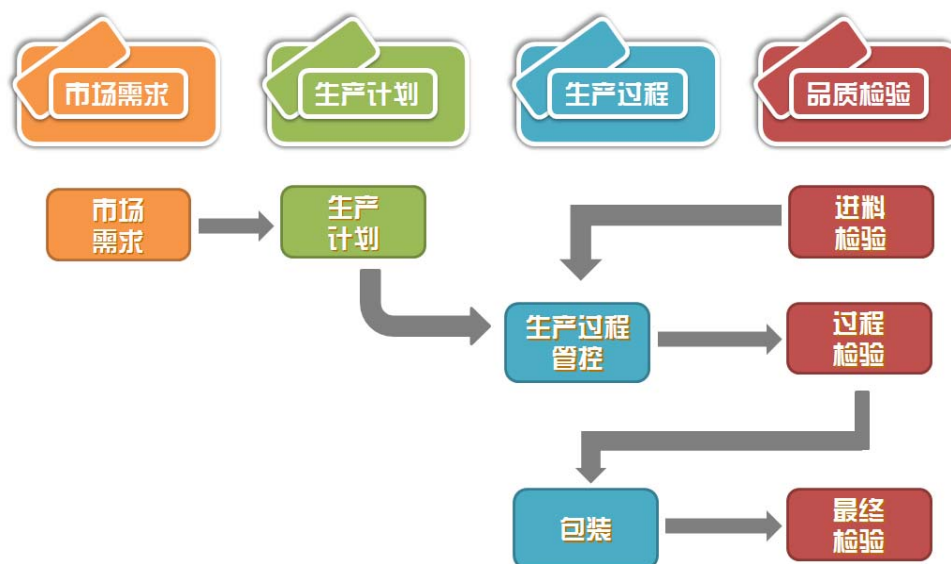 市场需求
生产计划
生产过程
品质检验
市场
需求
生产
计划
进料
检验
生产过程
管控
过程
检验
包装
最终
检验